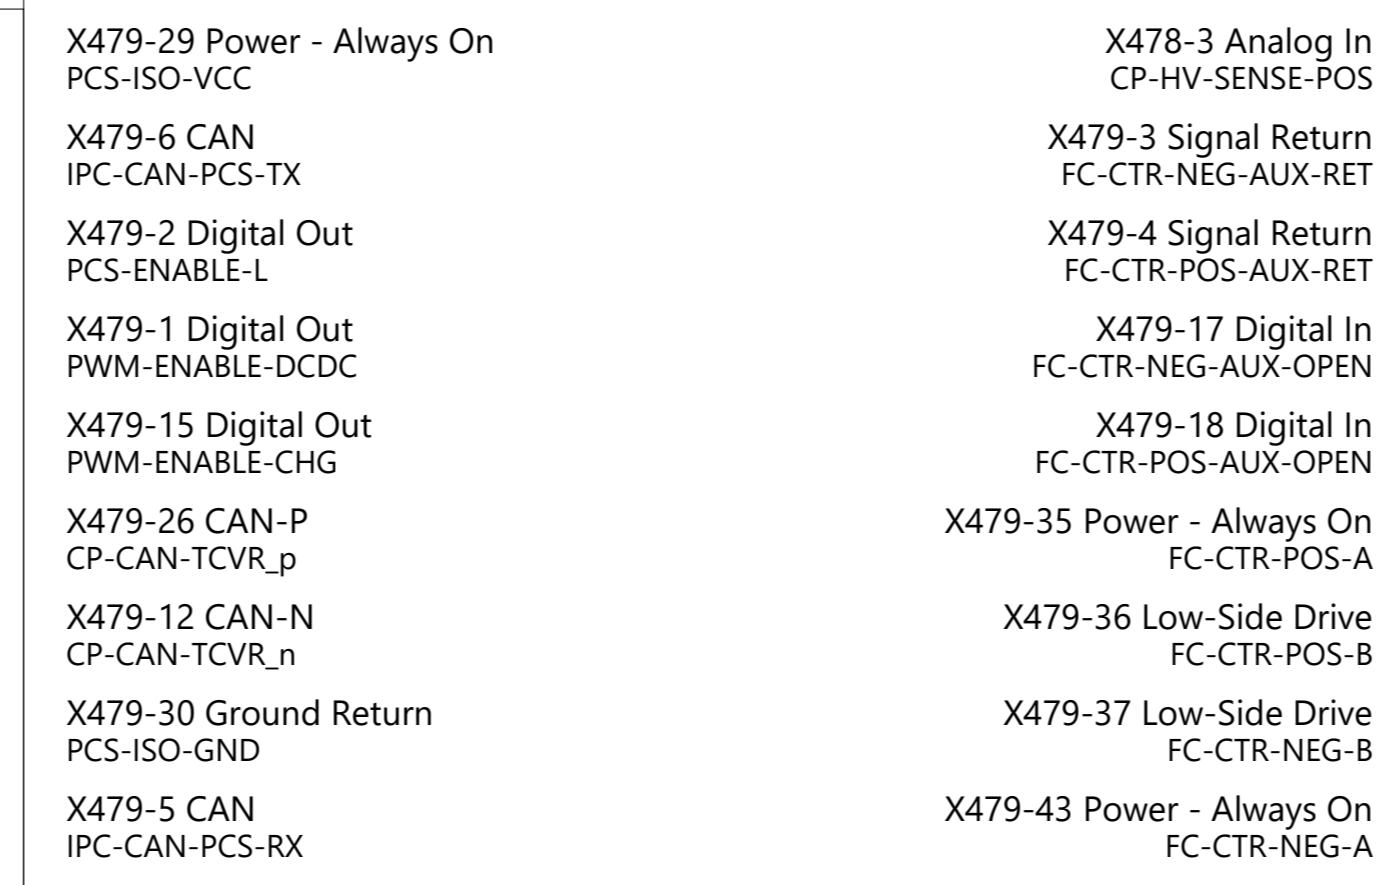 X479-29 Power - Always On
PCS-ISO-VCC
X479-6 CAN
IPC-CAN-PCS-TX
X479-2 Digital Out
PCS-ENABLE-L
X479-1 Digital Out
PWM-ENABLE-DCDC
X479-15 Digital Out
PWM-ENABLE-CHG
X479-26 CAN-P
CP-CAN-TCVR_p
X479-12 CAN-N
CP-CAN-TCVR_n
X479-30 Ground Return
PCS-ISO-GND
X479-5 CAN
IPC-CAN-PCS-RX
X478-3 Analog In
CP-HV-SENSE-POS
X479-3 Signal Return
FC-CTR-NEG-AUX-RET
X479-4 Signal Return
FC-CTR-POS-AUX-RET
X479-17 Digital In
FC-CTR-NEG-AUX-OPEN
X479-18 Digital In
FC-CTR-POS-AUX-OPEN
X479-35 Power - Always On
FC-CTR-POS-A
X479-36 Low-Side Drive
FC-CTR-POS-B
X479-37 Low-Side Drive
FC-CTR-NEG-B
X479-43 Power - Always On
FC-CTR-NEG-A